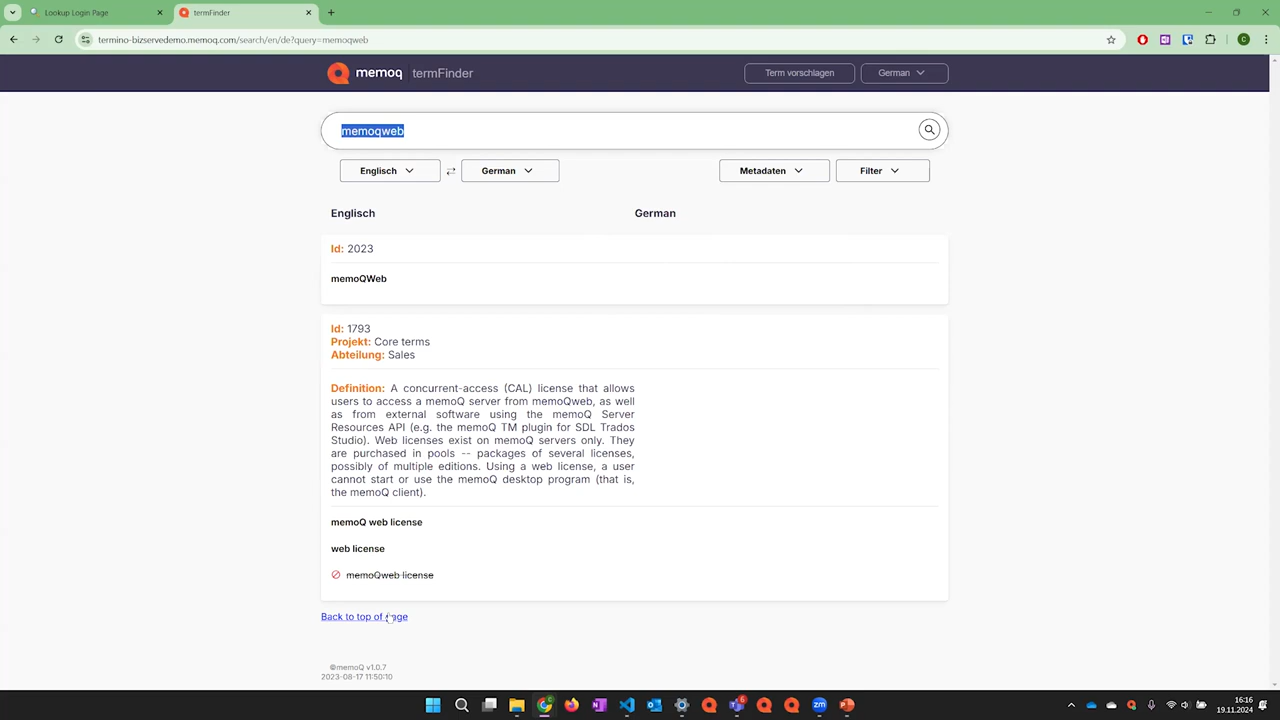 Lookup Login Page
termFinder
termino-bizservedemo.memoq.com/search/en/de?query=memoqweb
C
memoq termFinder
Term vorschlagen
German
memoqweb
Englisch
German
Metadaten
Filter
Englisch
German
Id: 2023
memoQWeb
Id: 1793
Projekt: Core terms
Abteilung: Sales
Definition: A concurrent-access (CAL) license that allows
users to access a memoQ server from memoQweb, as well
as from external software using the memoQ Server
Resources API (e.g. the memoQ TM plugin for SDL Trados
Studio). Web licenses exist on memoQ servers only. They
are purchased in pools -- packages of several licenses,
possibly of multiple editions. Using a web license, a user
cannot start or use the memoQ desktop program (that is,
the memoQ client).
memoQ web license
web license
memoQweb license
Back to top of page
©memoQ v1.0.7
2023-08-17 11:50:10
16:16
19.11.2024